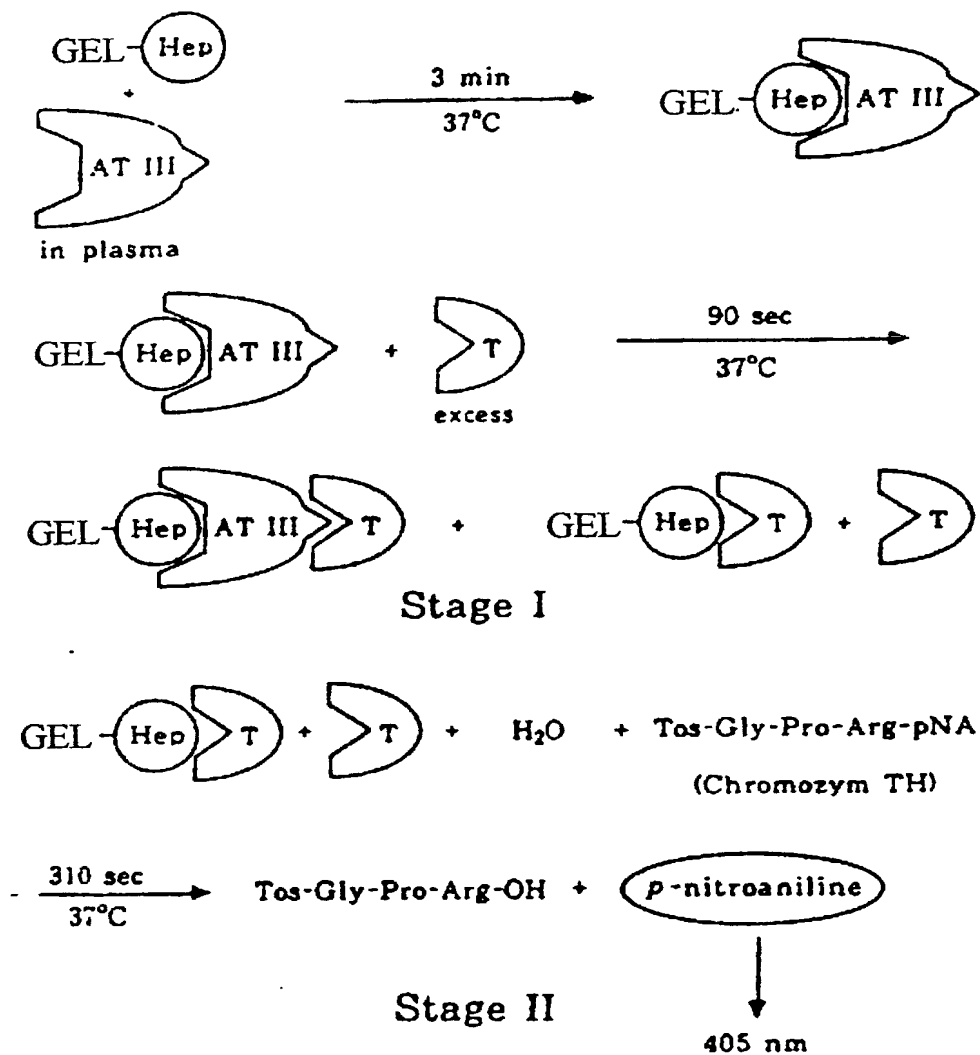 GEL-Hep
+
AT III
in plasma
3 min
37°C
GEL-Hep AT III
GEL-Hep AT III + T
excess
90 sec
37°C
GEL-Hep AT III T + GEL-Hep T + T
Stage I
GEL-Hep T + T + H₂O + Tos-Gly-Pro-Arg-pNA
(Chromozym TH)
310 sec
37°C
Tos-Gly-Pro-Arg-OH + p-nitroaniline
Stage II
405 nm